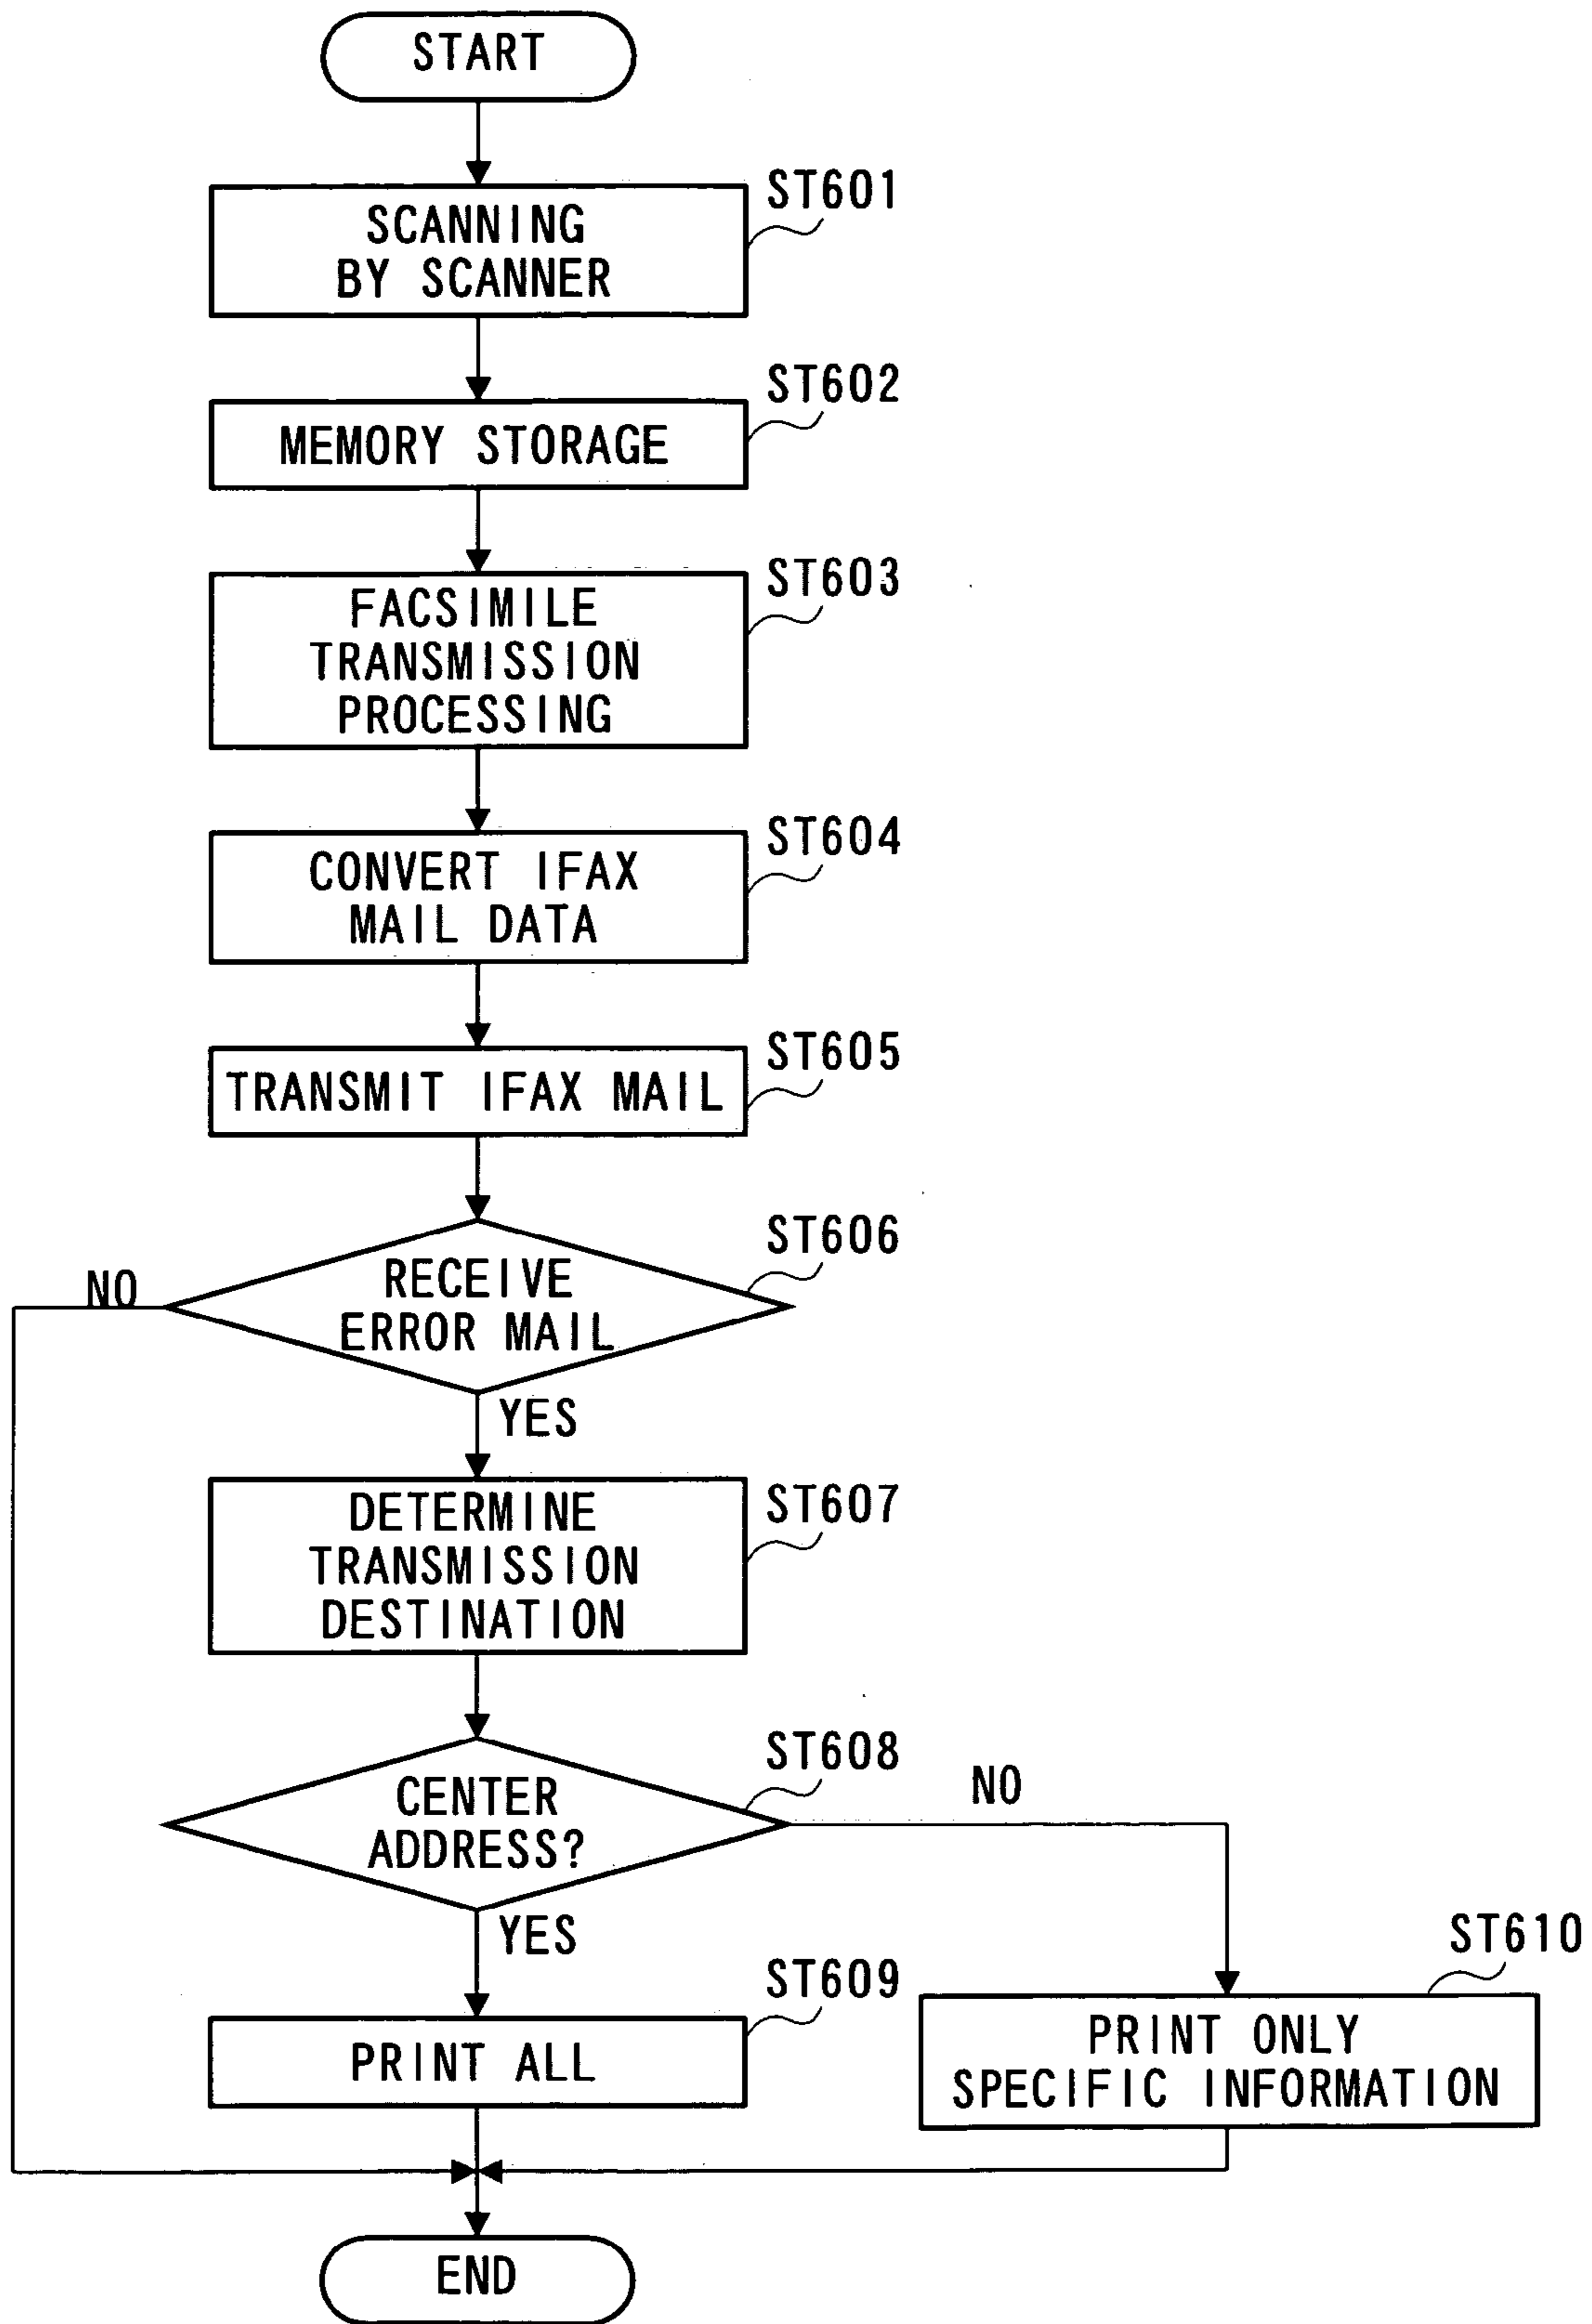 START
ST601
SCANNING
BY SCANNER
ST602
MEMORY STORAGE
ST603
FACSIMILE
TRANSMISSION
PROCESSING
ST604
CONVERT IFAX
MAIL DATA
ST605
TRANSMIT IFAX MAIL
ST606
NO
RECEIVE
ERROR MAIL
YES
ST607
DETERMINE
TRANSMISSION
DESTINATION
ST608
NO
CENTER
ADDRESS?
YES
ST609
PRINT ALL
ST610
PRINT ONLY
SPECIFIC INFORMATION
END